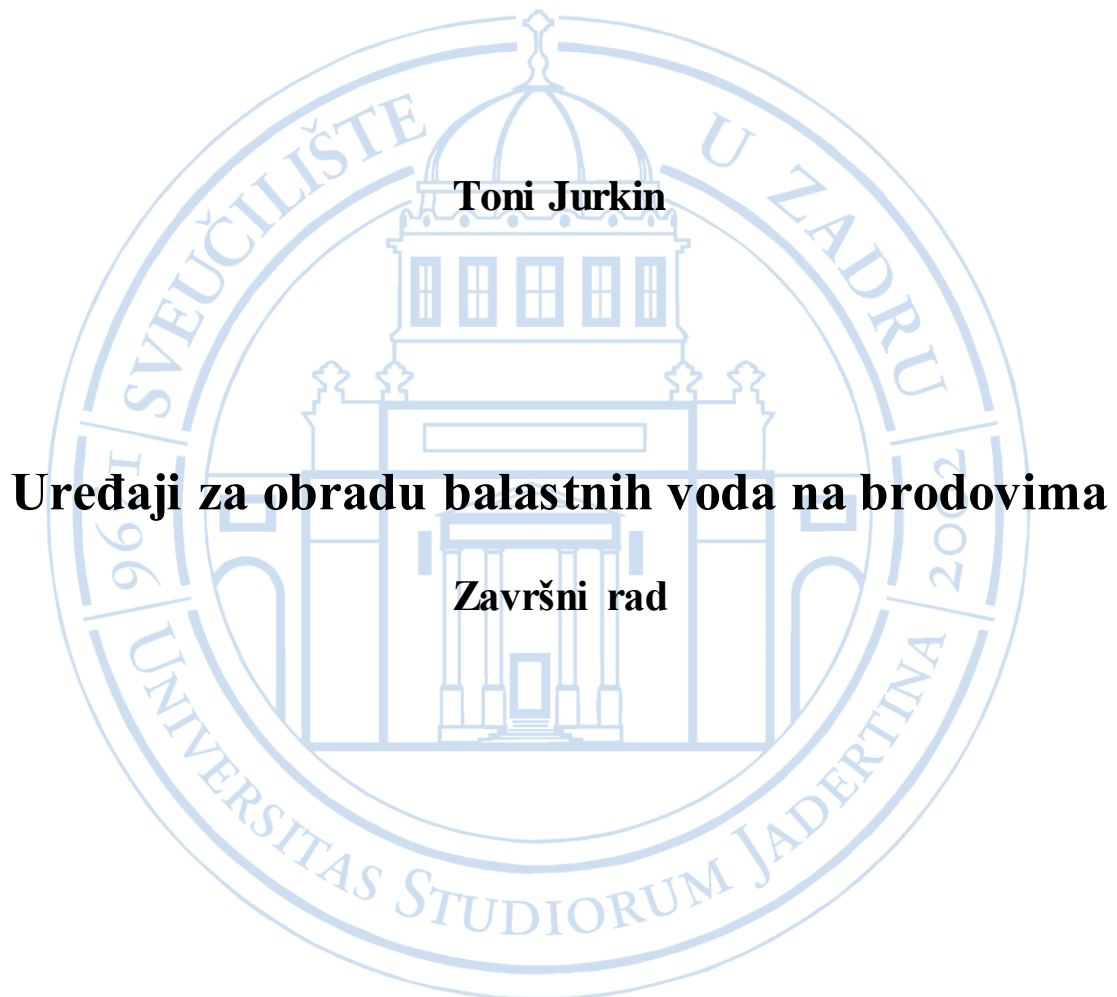 SVEUČILIŠTE U ZADRU
Toni Jurkin
Uređaji za obradu balastnih voda na brodovima
Završni rad
1396
2002
UNIVERSITAS STUDIORUM JADERTINA